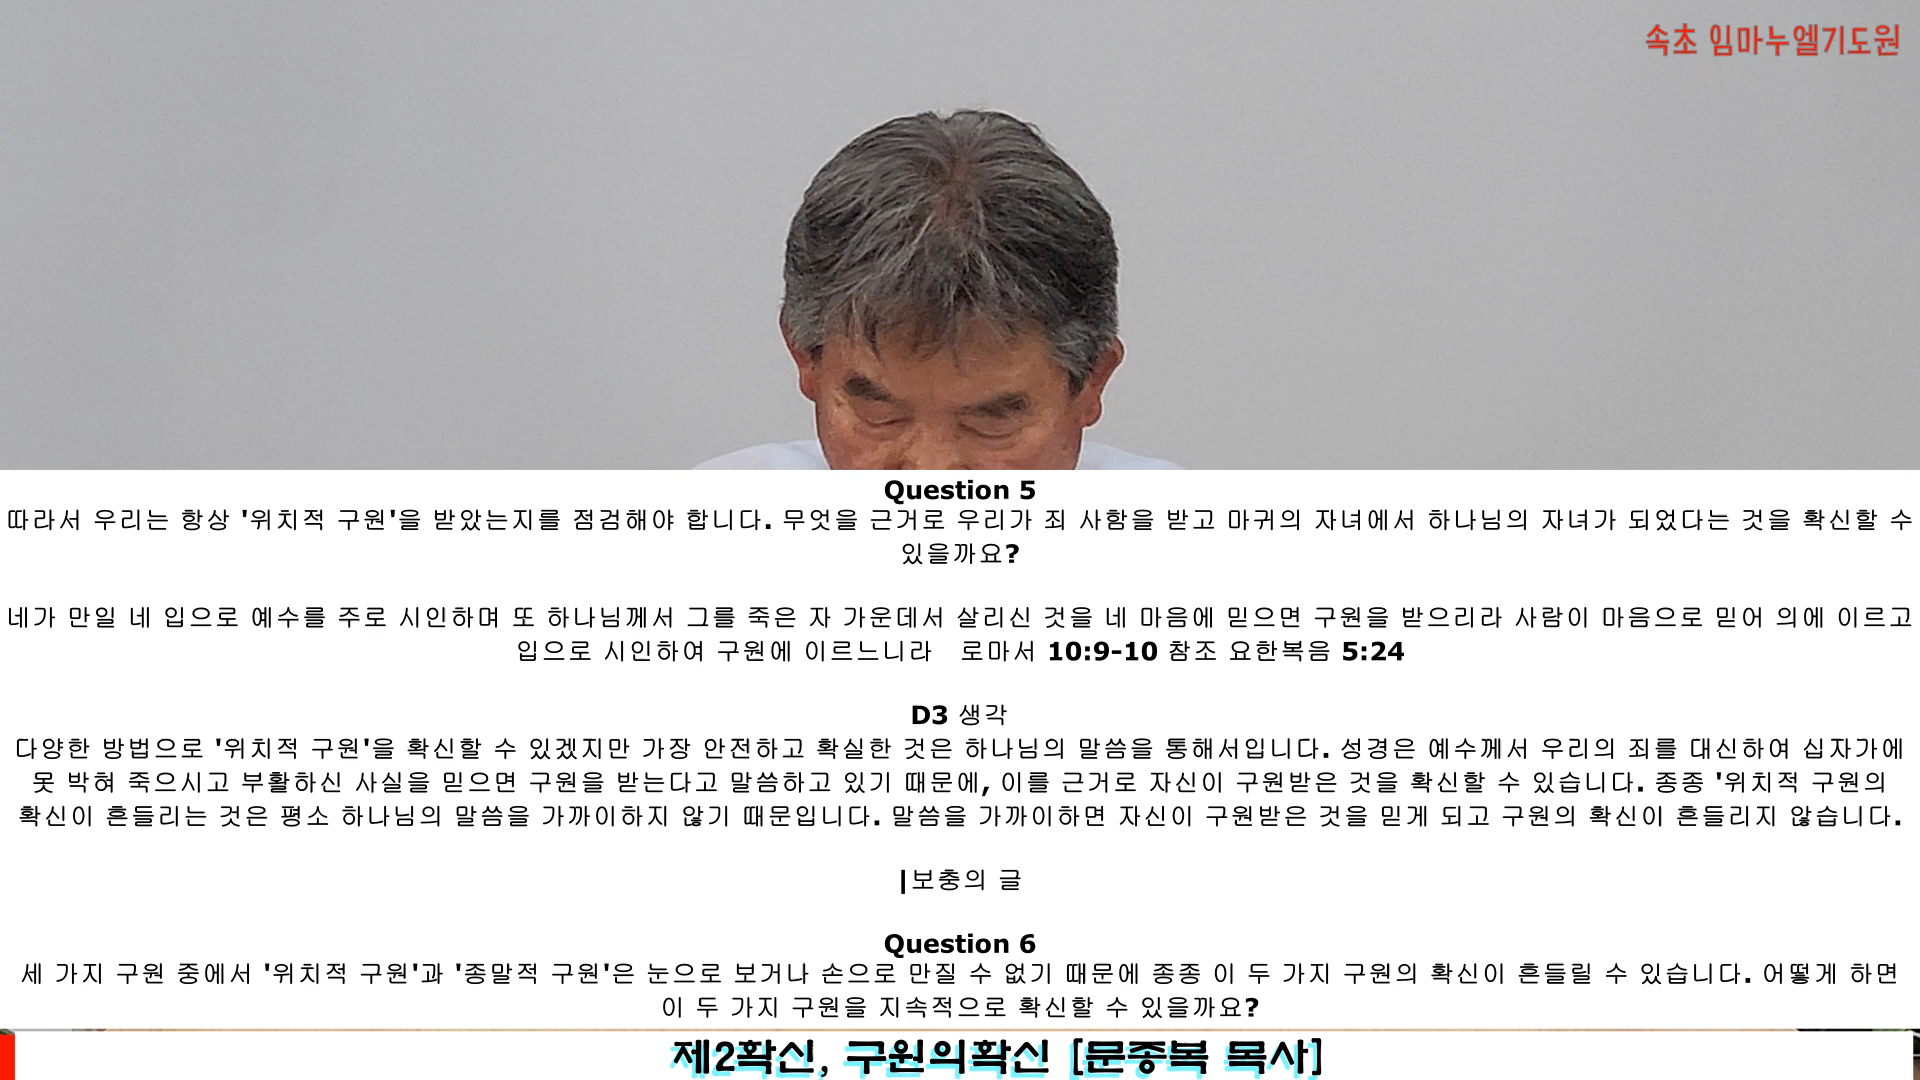 속초 임마누엘기도원
Question 5
따라서 우리는 항상 '위치적 구원'을 받았는지를 점검해야 합니다. 무엇을 근거로 우리가 죄 사함을 받고 마귀의 자녀에서 하나님의 자녀가 되었다는 것을 확신할 수
있을까요?
네가 만일 네 입으로 예수를 주로 시인하며 또 하나님께서 그를 죽은 자 가운데서 살리신 것을 네 마음에 믿으면 구원을 받으리라 사람이 마음으로 믿어 의에 이르고
입으로 시인하여 구원에 이르느니라 로마서 10:9-10 참조 요한복음 5:24
D3 생각
다양한 방법으로 '위치적 구원'을 확신할 수 있겠지만 가장 안전하고 확실한 것은 하나님의 말씀을 통해서입니다. 성경은 예수께서 우리의 죄를 대신하여 십자가에
못 박혀 죽으시고 부활하신 사실을 믿으면 구원을 받는다고 말씀하고 있기 때문에, 이를 근거로 자신이 구원받은 것을 확신할 수 있습니다. 종종 '위치적 구원의
확신이 흔들리는 것은 평소 하나님의 말씀을 가까이하지 않기 때문입니다. 말씀을 가까이하면 자신이 구원받은 것을 믿게 되고 구원의 확신이 흔들리지 않습니다.
|보충의 글
Question 6
세 가지 구원 중에서 '위치적 구원'과 '종말적 구원'은 눈으로 보거나 손으로 만질 수 없기 때문에 종종 이 두 가지 구원의 확신이 흔들릴 수 있습니다. 어떻게 하면
이 두 가지 구원을 지속적으로 확신할 수 있을까요?
제2확신, 구원의확신 [문종복 목사]